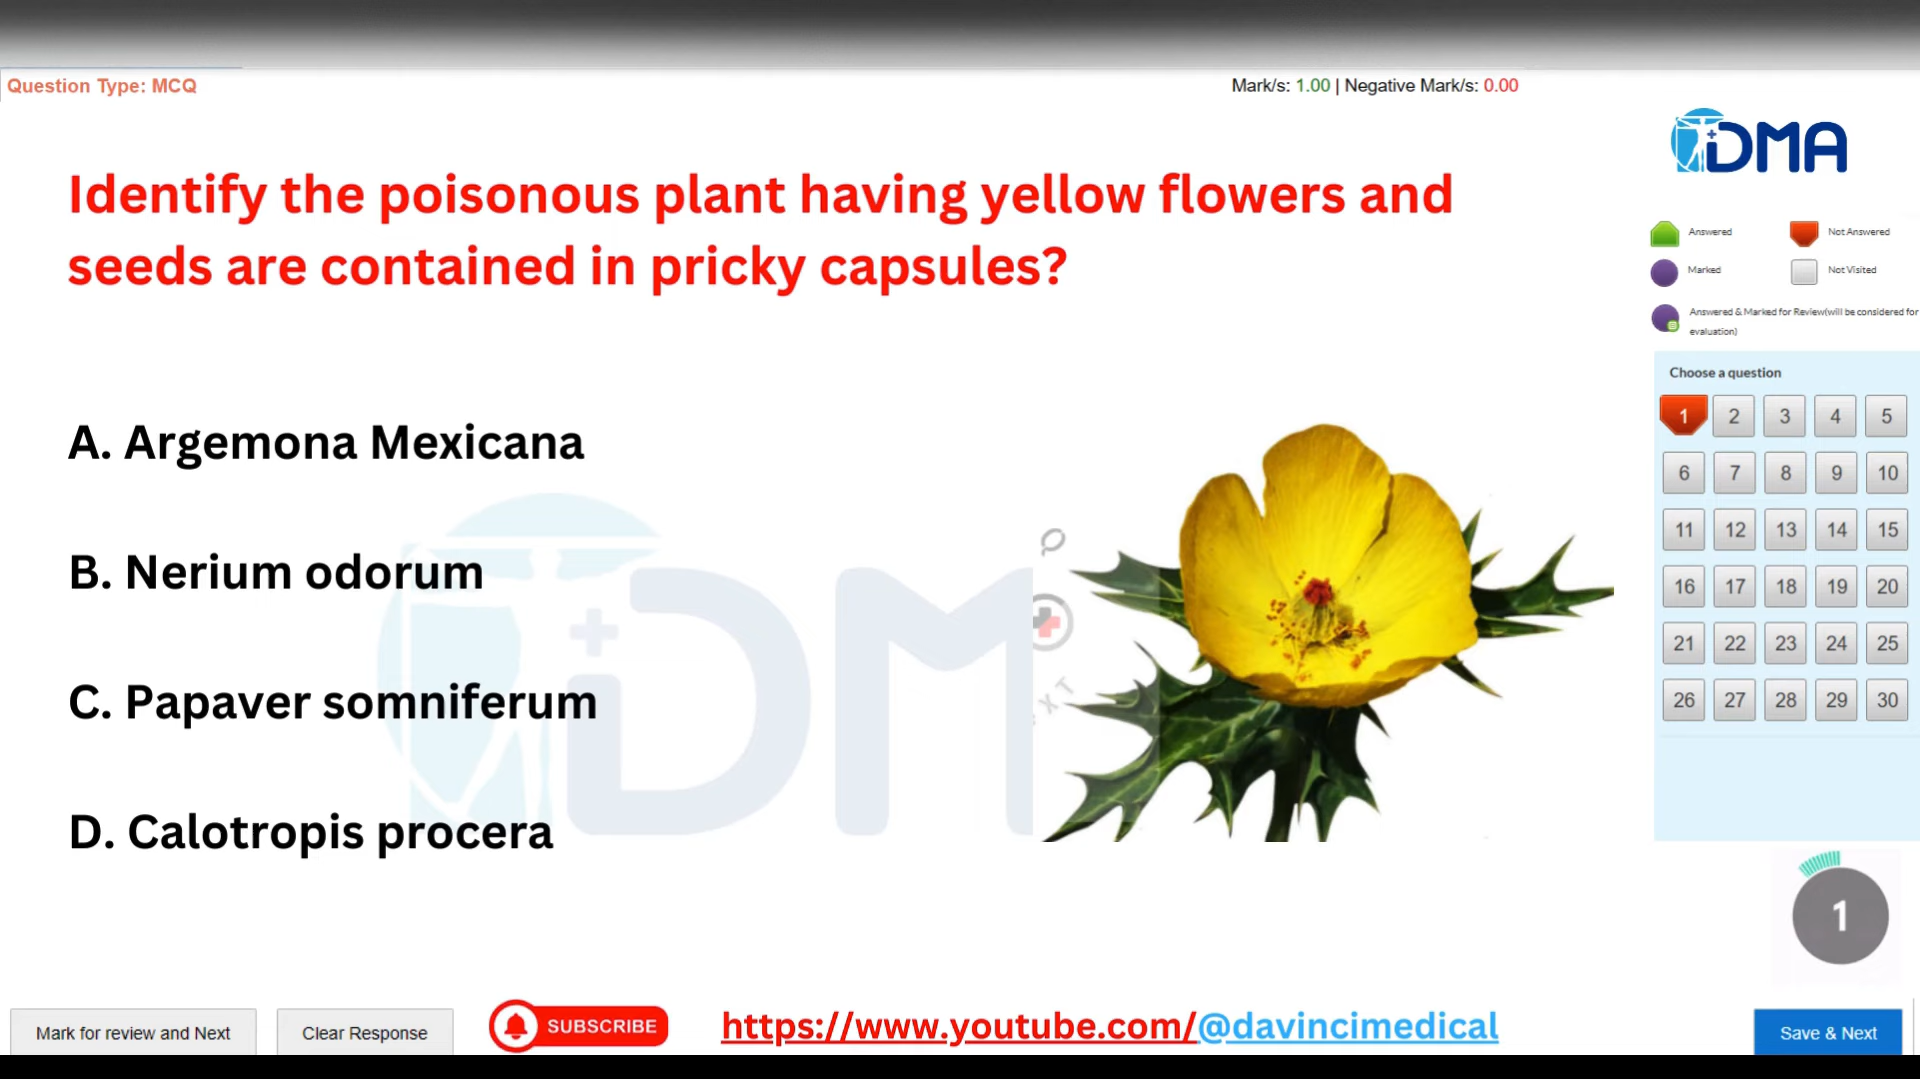 Question Type: MCQ
Mark/s: 1.00 | Negative Mark/s: 0.00
DMA
Identify the poisonous plant having yellow flowers and
seeds are contained in pricky capsules?
Answered
Not Answered
Marked
Not Visited
Answered & Marked for Review(will be considered for
evaluation)
Choose a question
1 2 3 4 5
6 7 8 9 10
11 12 13 14 15
16 17 18 19 20
21 22 23 24 25
26 27 28 29 30
A. Argemona Mexicana
B. Nerium odorum
C. Papaver somniferum
D. Calotropis procera
DM
1
Mark for review and Next
Clear Response
SUBSCRIBE
https://www.youtube.com/@davincimedical
Save & Next